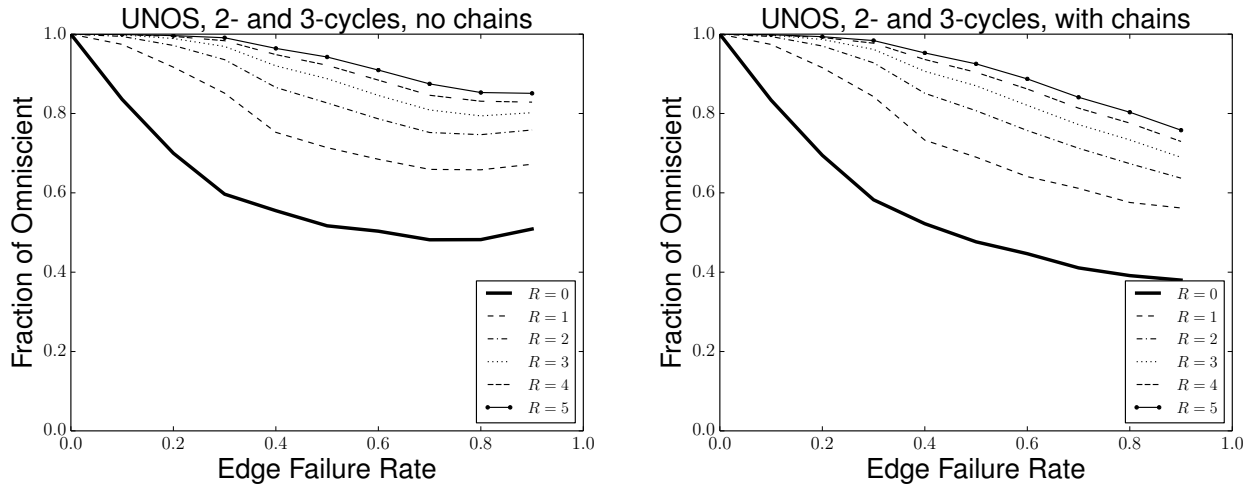 UNOS, 2- and 3-cycles, no chains
Fraction of Omniscient
1.0
0.8
0.6
0.4
0.2
0.0
0.0 0.2 0.4 0.6 0.8 1.0
Edge Failure Rate
R = 0
R = 1
R = 2
R = 3
R = 4
R = 5
UNOS, 2- and 3-cycles, with chains
Fraction of Omniscient
1.0
0.8
0.6
0.4
0.2
0.0
0.0 0.2 0.4 0.6 0.8 1.0
Edge Failure Rate
R = 0
R = 1
R = 2
R = 3
R = 4
R = 5